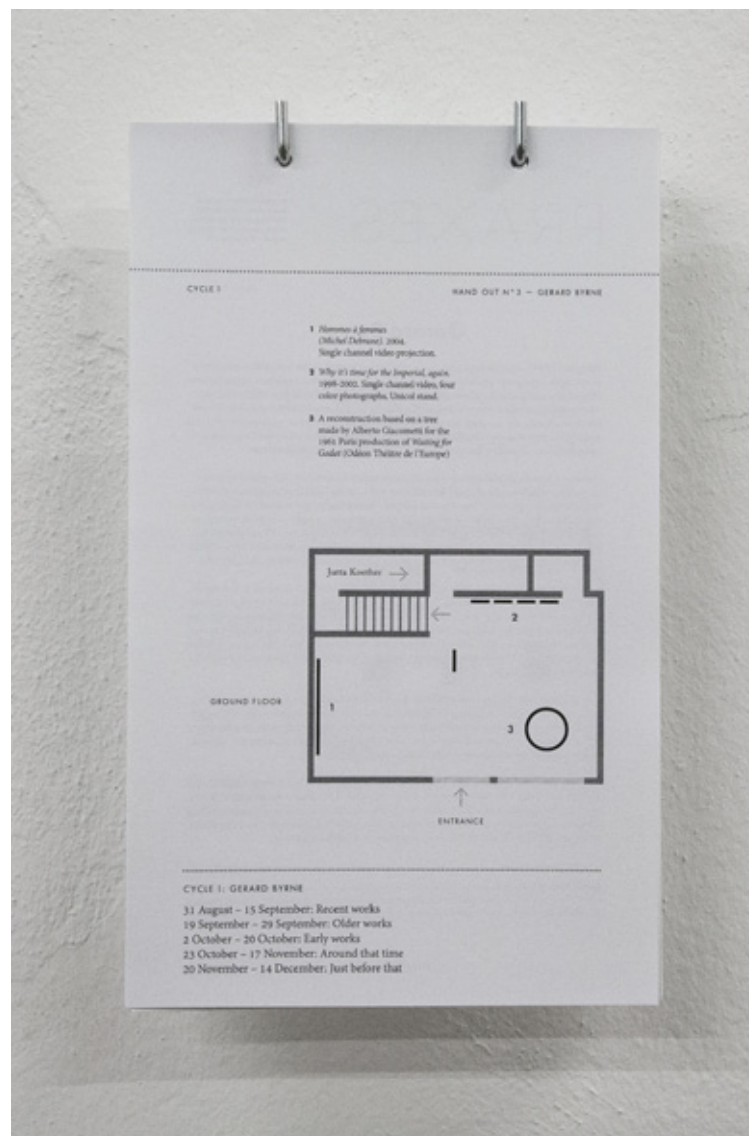 CYCLE 1
HAND OUT N°3 — GERARD BYRNE
1 Hommes à femmes
(Michel Debrane). 2004.
Single channel video projection.
2 Why it's time for the Imperial, again.
1998-2002. Single channel video, four
color photographs, Unicol stand.
3 A reconstruction based on a tree
made by Alberto Giacometti for the
1961 Paris production of Waiting for
Godot (Odéon Théâtre de l'Europe)
Jutta Koether
2
GROUND FLOOR
1
3
ENTRANCE
CYCLE 1: GERARD BYRNE
31 August – 15 September: Recent works
19 September – 29 September: Older works
2 October – 20 October: Early works
23 October – 17 November: Around that time
20 November – 14 December: Just before that